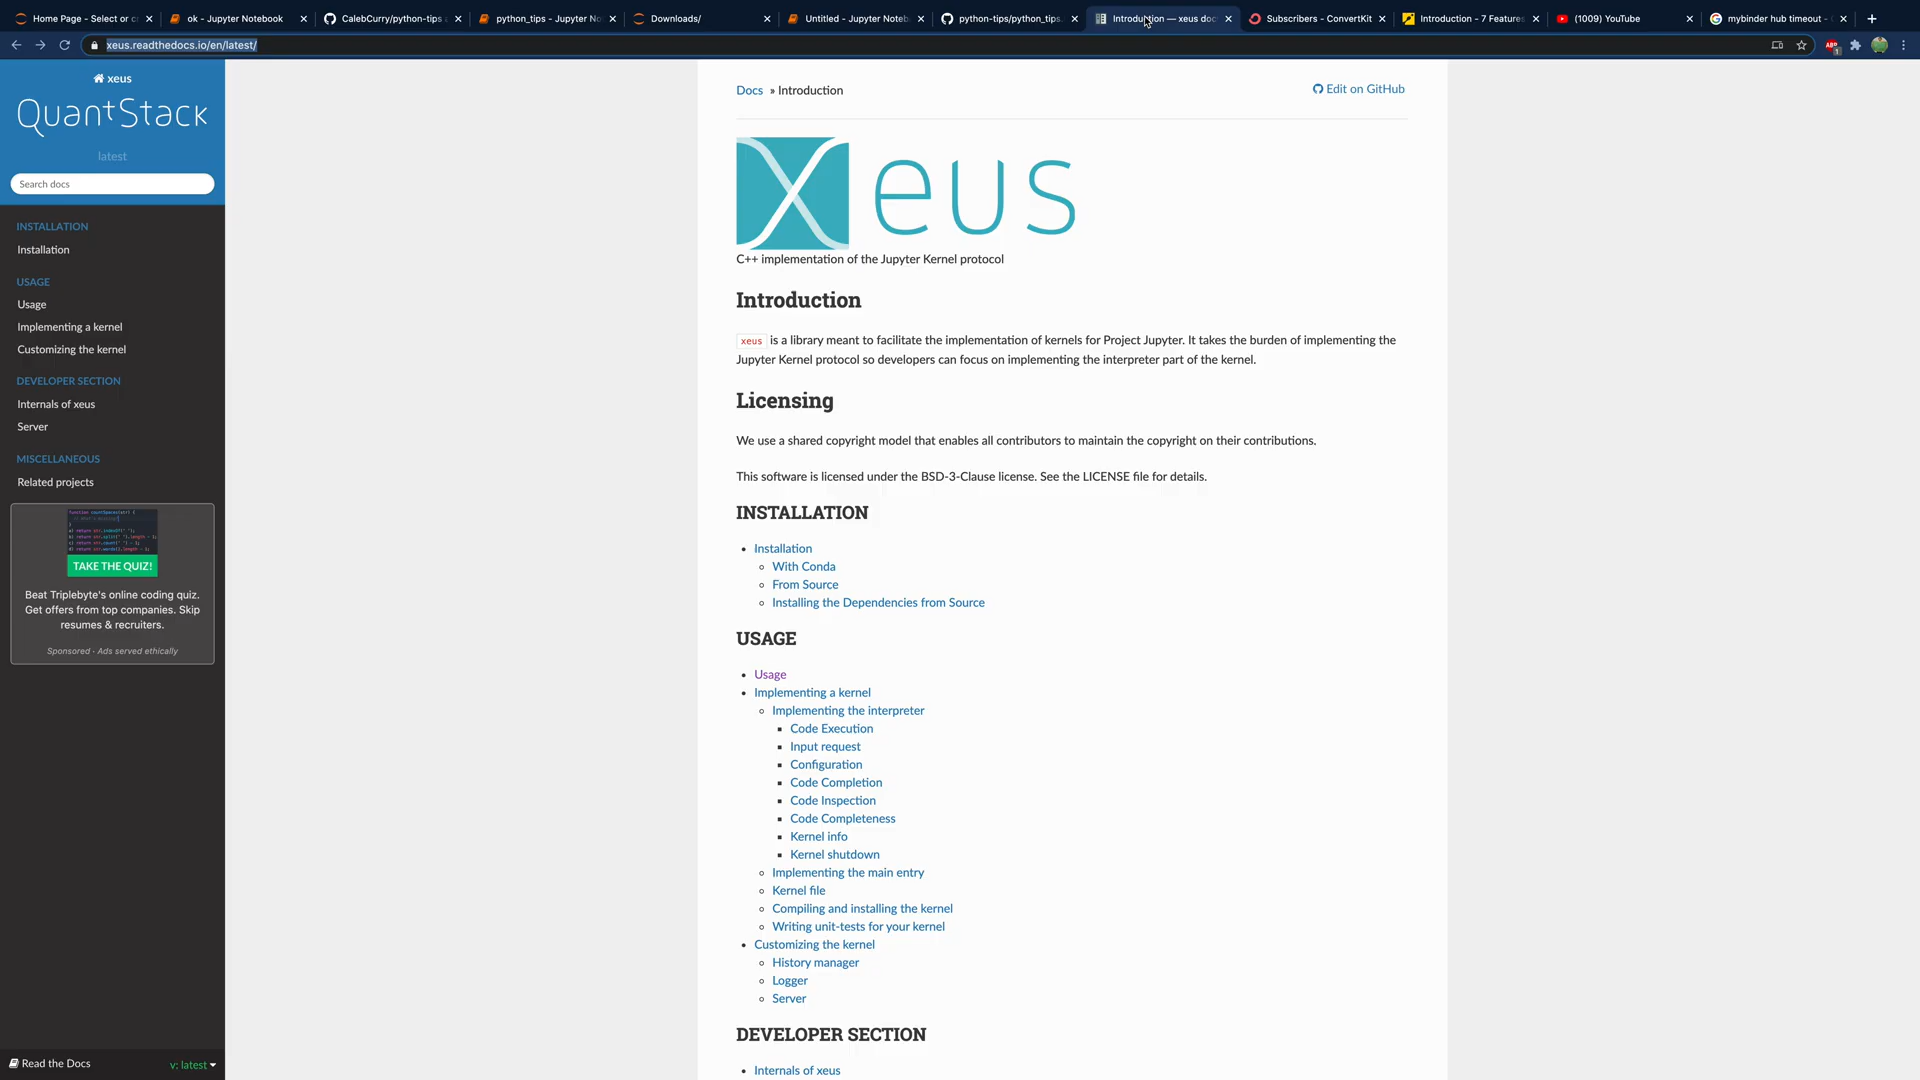 Home Page - Select or cr
ok - Jupyter Notebook
CalebCurry/python-tips a
python_tips - Jupyter No
Downloads/
Untitled - Jupyter Noteb
python-tips/python_tips.
Introduction — xeus doc
Subscribers - ConvertKit
Introduction - 7 Features
(1009) YouTube
mybinder hub timeout -
xeus.readthedocs.io/en/latest/
ABP
1
xeus
QuantStack
latest
Search docs
INSTALLATION
Installation
USAGE
Usage
Implementing a kernel
Customizing the kernel
DEVELOPER SECTION
Internals of xeus
Server
MISCELLANEOUS
Related projects
TAKE THE QUIZ!
Beat Triplebyte's online coding quiz.
Get offers from top companies. Skip
resumes & recruiters.
Sponsored · Ads served ethically
Read the Docs
v: latest
Docs » Introduction
Edit on GitHub
Xeus
C++ implementation of the Jupyter Kernel protocol
Introduction
xeus is a library meant to facilitate the implementation of kernels for Project Jupyter. It takes the burden of implementing the
Jupyter Kernel protocol so developers can focus on implementing the interpreter part of the kernel.
Licensing
We use a shared copyright model that enables all contributors to maintain the copyright on their contributions.
This software is licensed under the BSD-3-Clause license. See the LICENSE file for details.
INSTALLATION
Installation
With Conda
From Source
Installing the Dependencies from Source
USAGE
Usage
Implementing a kernel
Implementing the interpreter
Code Execution
Input request
Configuration
Code Completion
Code Inspection
Code Completeness
Kernel info
Kernel shutdown
Implementing the main entry
Kernel file
Compiling and installing the kernel
Writing unit-tests for your kernel
Customizing the kernel
History manager
Logger
Server
DEVELOPER SECTION
Internals of xeus